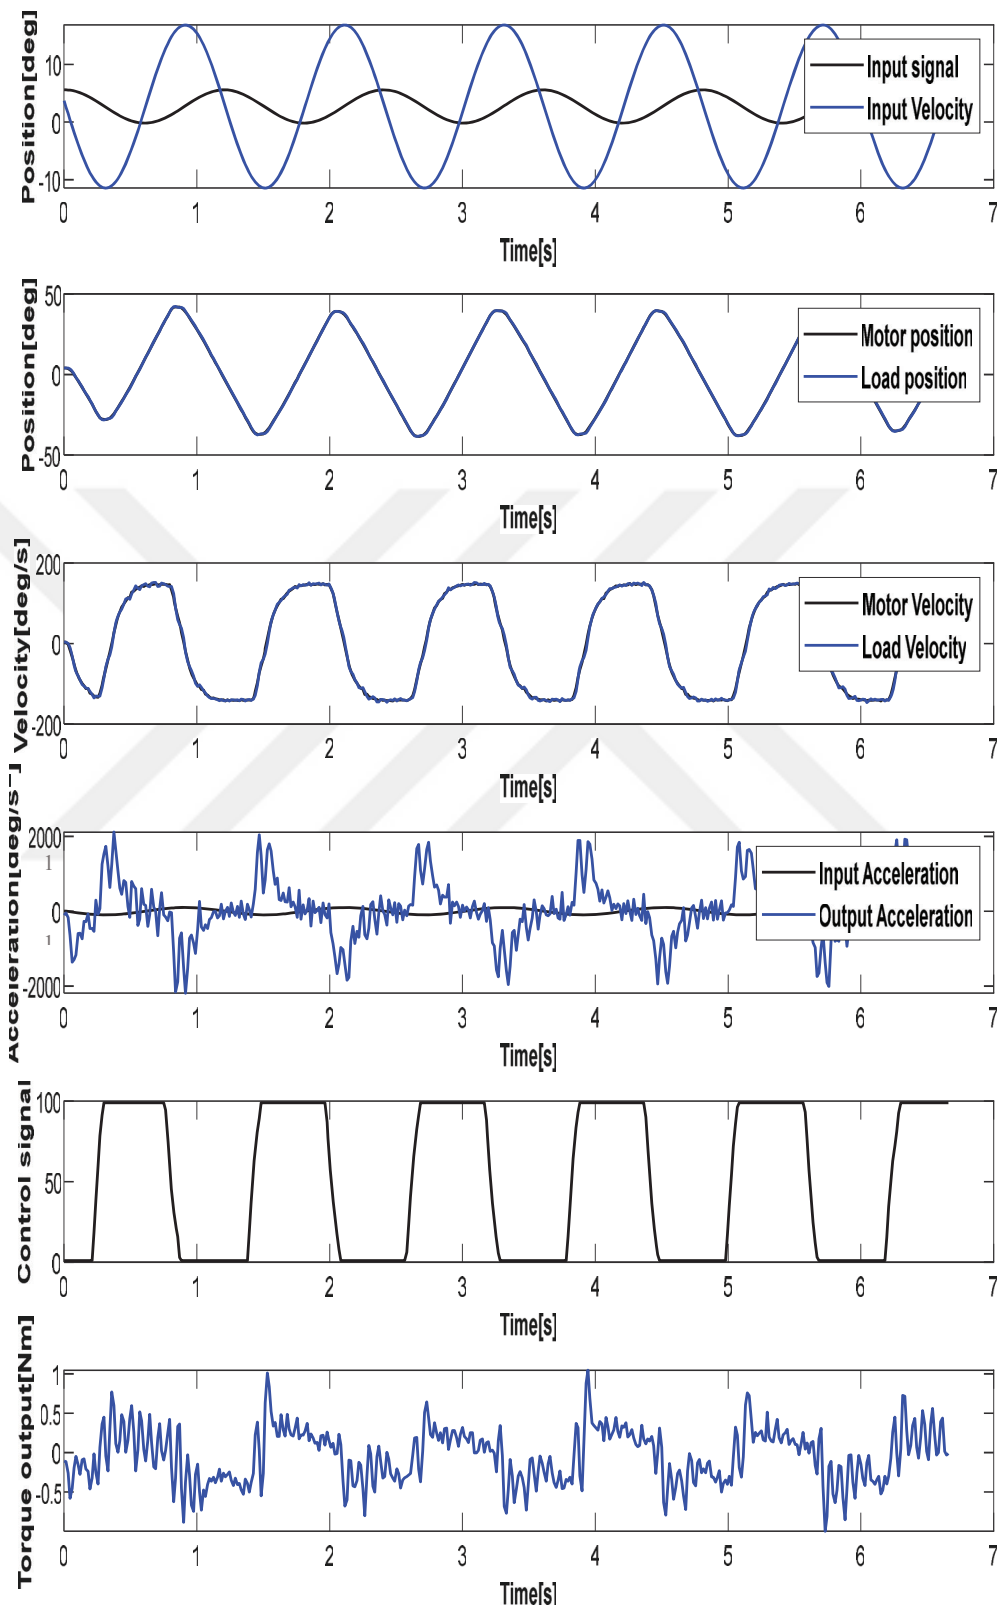 Position[deg]
10
0
-10
Input signal
Input Velocity
0 1 2 3 4 5 6 7
Time[s]
Position[deg]
50
0
-50
Motor position
Load position
0 1 2 3 4 5 6 7
Time[s]
Velocity[deg/s]
200
0
-200
Motor Velocity
Load Velocity
0 1 2 3 4 5 6 7
Time[s]
Acceleration[deg/s⁻]
2000
1
0
1
-2000
Input Acceleration
Output Acceleration
0 1 2 3 4 5 6 7
Time[s]
Control signal
100
50
0
0 1 2 3 4 5 6 7
Time[s]
Torque output[Nm]
1
0.5
0
-0.5
0 1 2 3 4 5 6 7
Time[s]